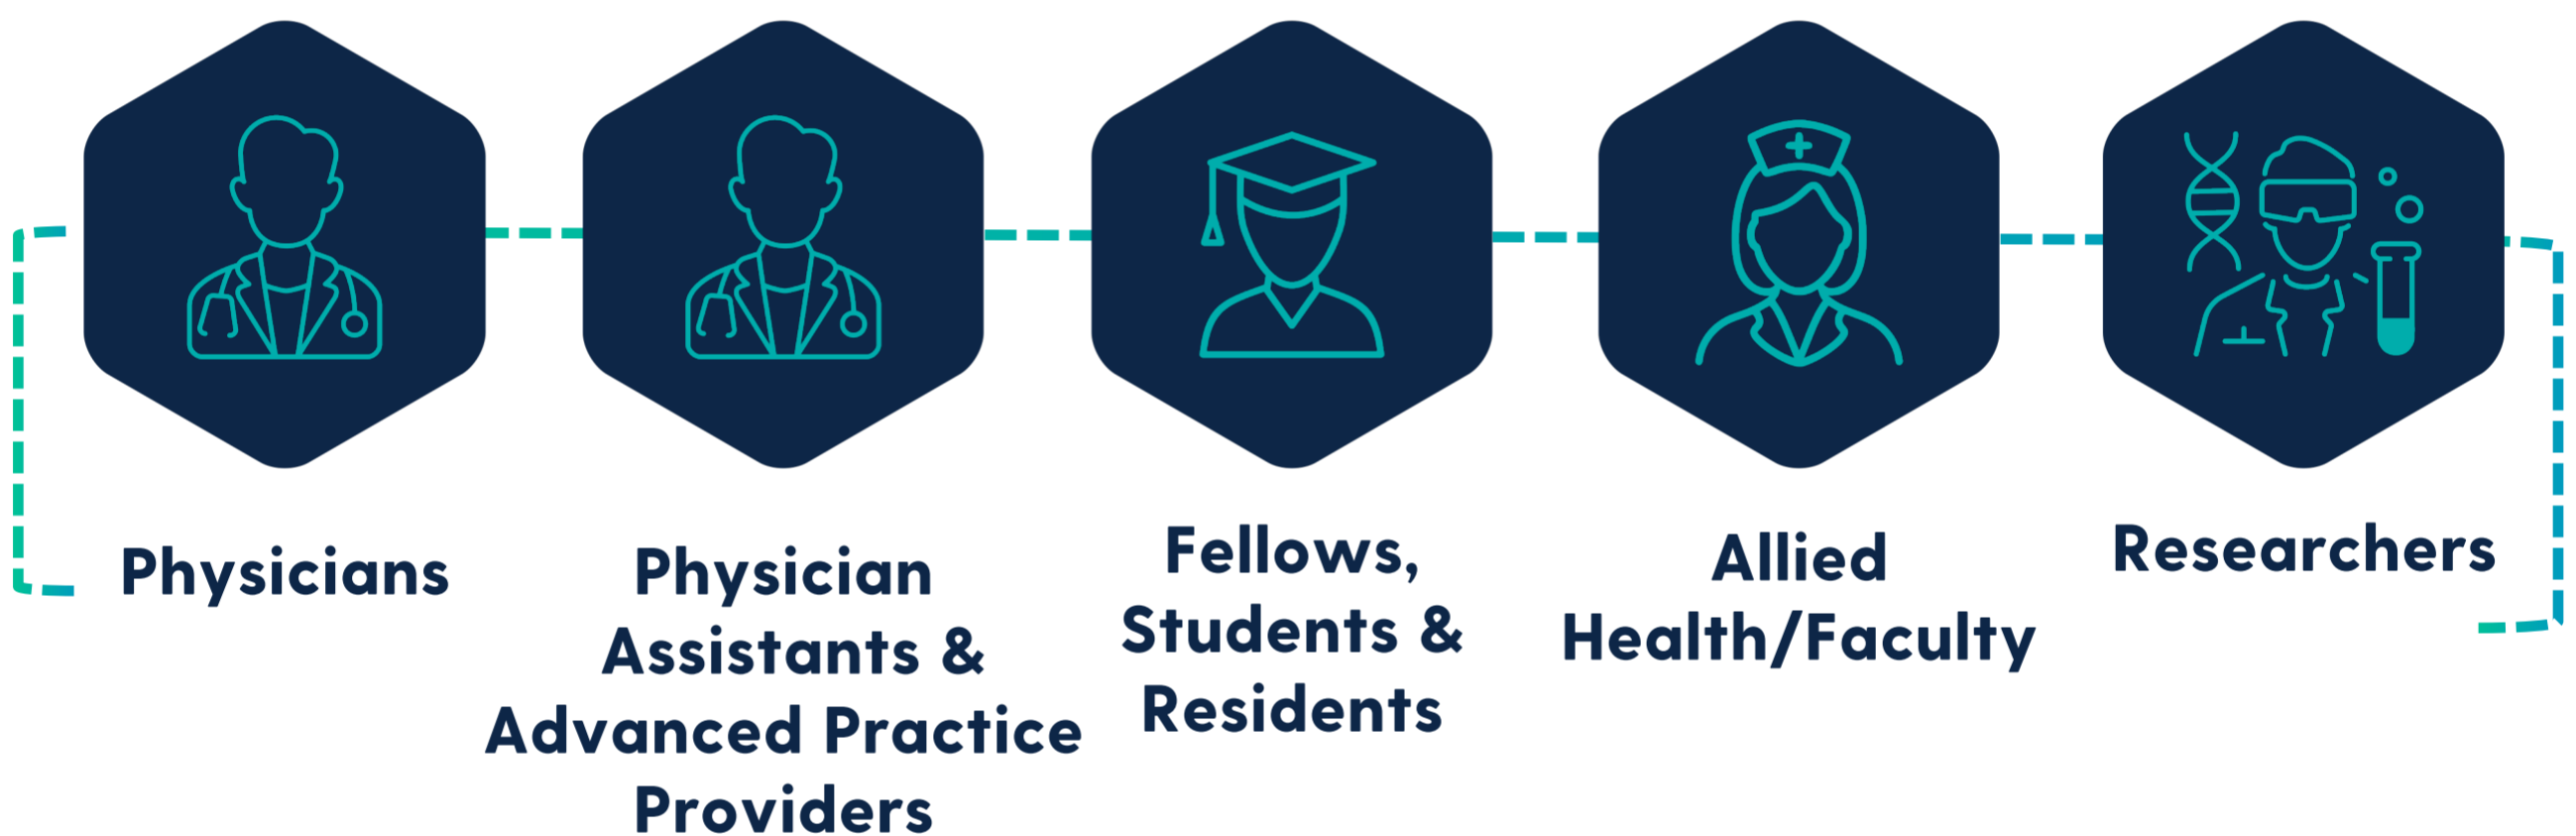 Physicians
Physician
Assistants &
Advanced Practice
Providers
Fellows,
Students &
Residents
Allied
Health/Faculty
Researchers